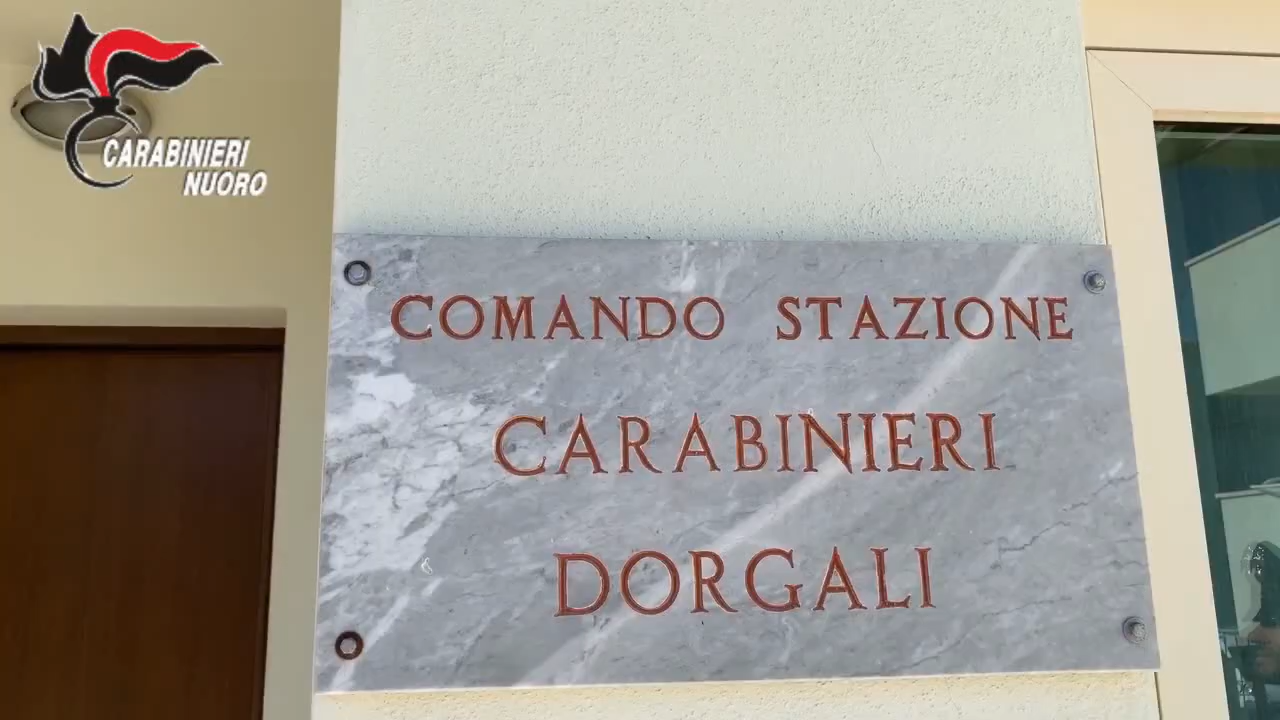 CARABINIERI
NUORO
COMANDO STAZIONE
CARABINIERI
DORGALI